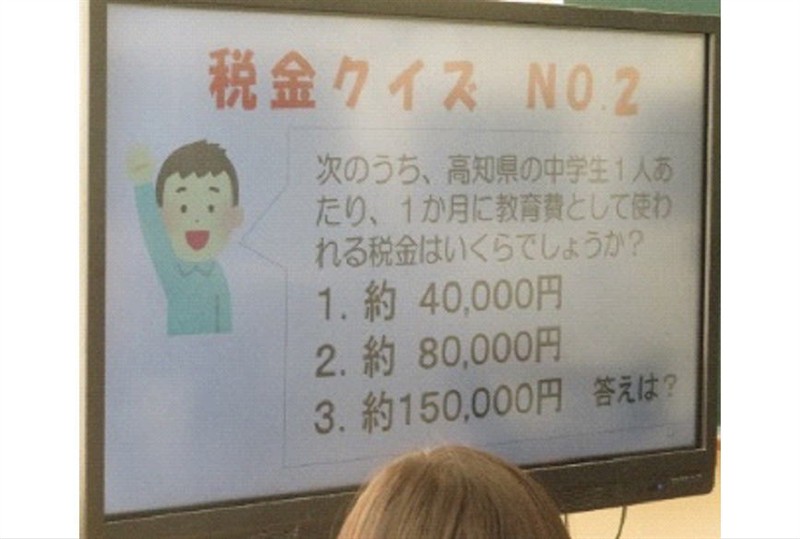 税金クイズ NO.2
次のうち、高知県の中学生1人あ
たり、1か月に教育費として使わ
れる税金はいくらでしょうか？
1. 約 40,000円
2. 約 80,000円
3. 約150,000円 答えは？